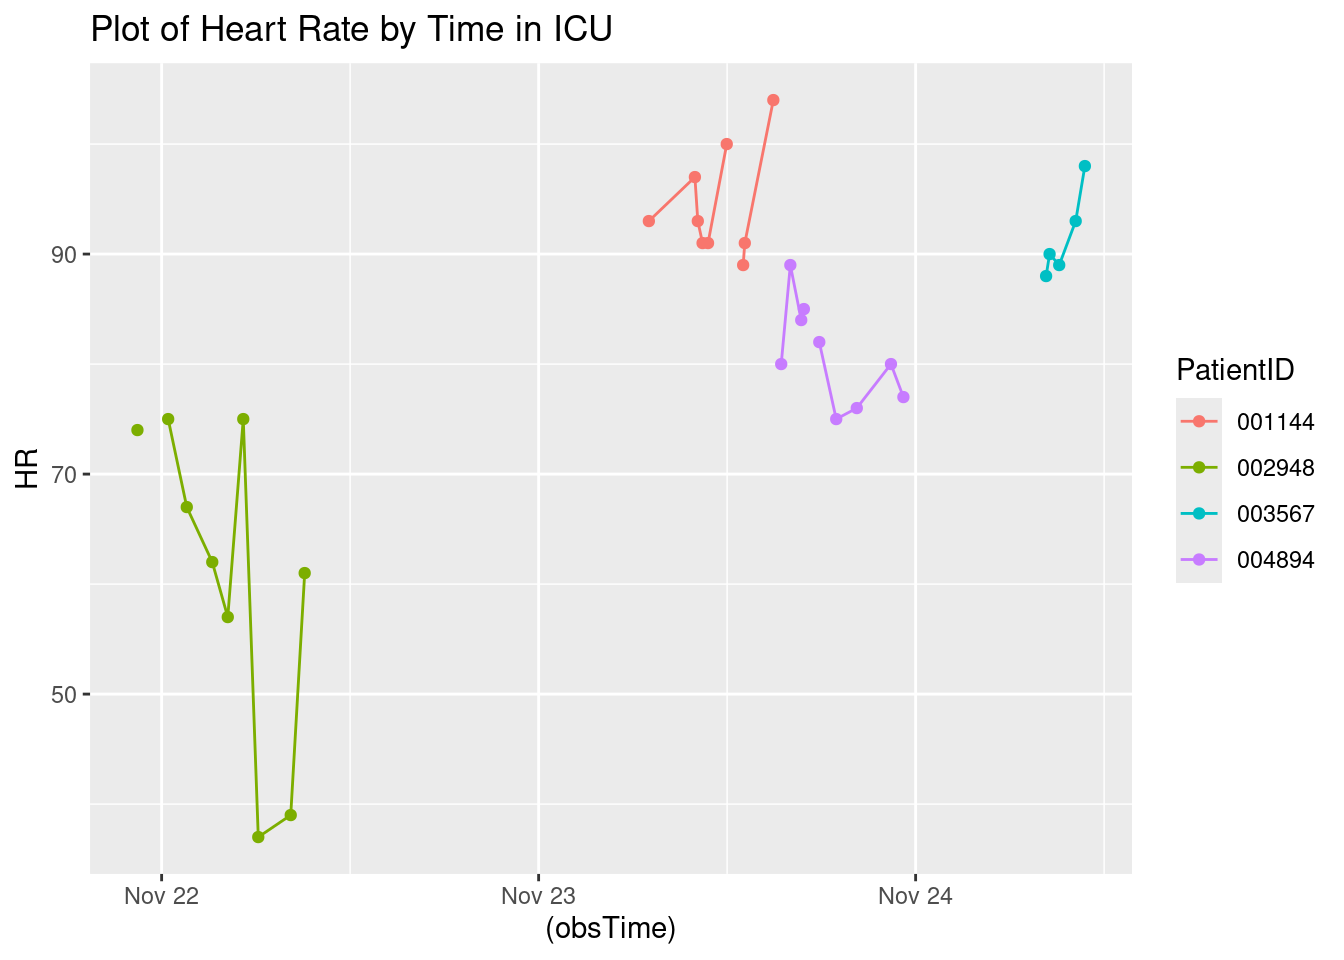 Plot of Heart Rate by Time in ICU
90
70
50
HR
Nov 22
Nov 23
Nov 24
(obsTime)
PatientID
001144
002948
003567
004894